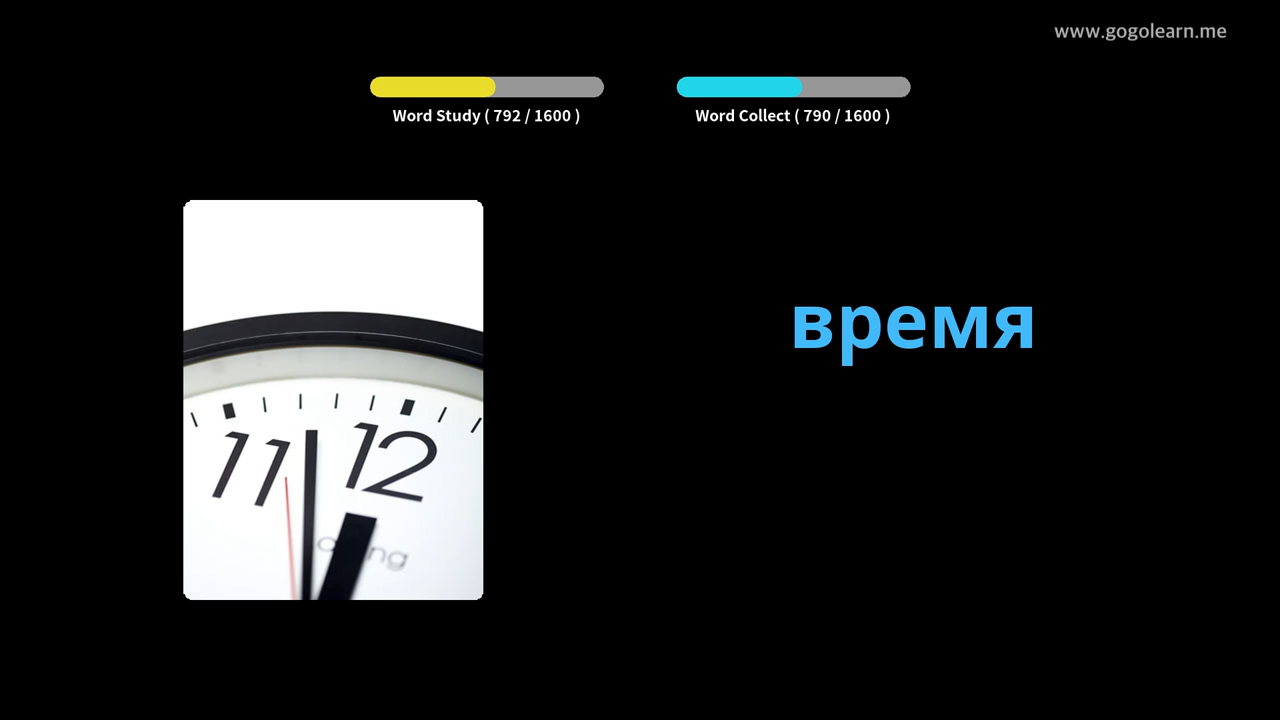 www.gogolearn.me
Word Study ( 792 / 1600 )
Word Collect ( 790 / 1600 )
время
11
12